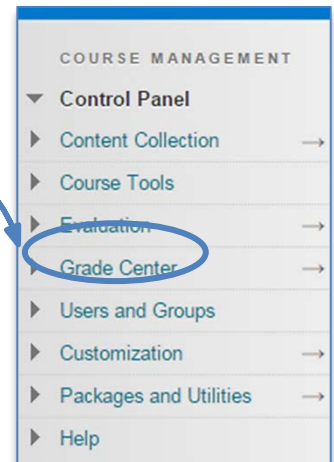 COURSE MANAGEMENT
Control Panel
Content Collection
Course Tools
Evaluation
Grade Center
Users and Groups
Customization
Packages and Utilities
Help